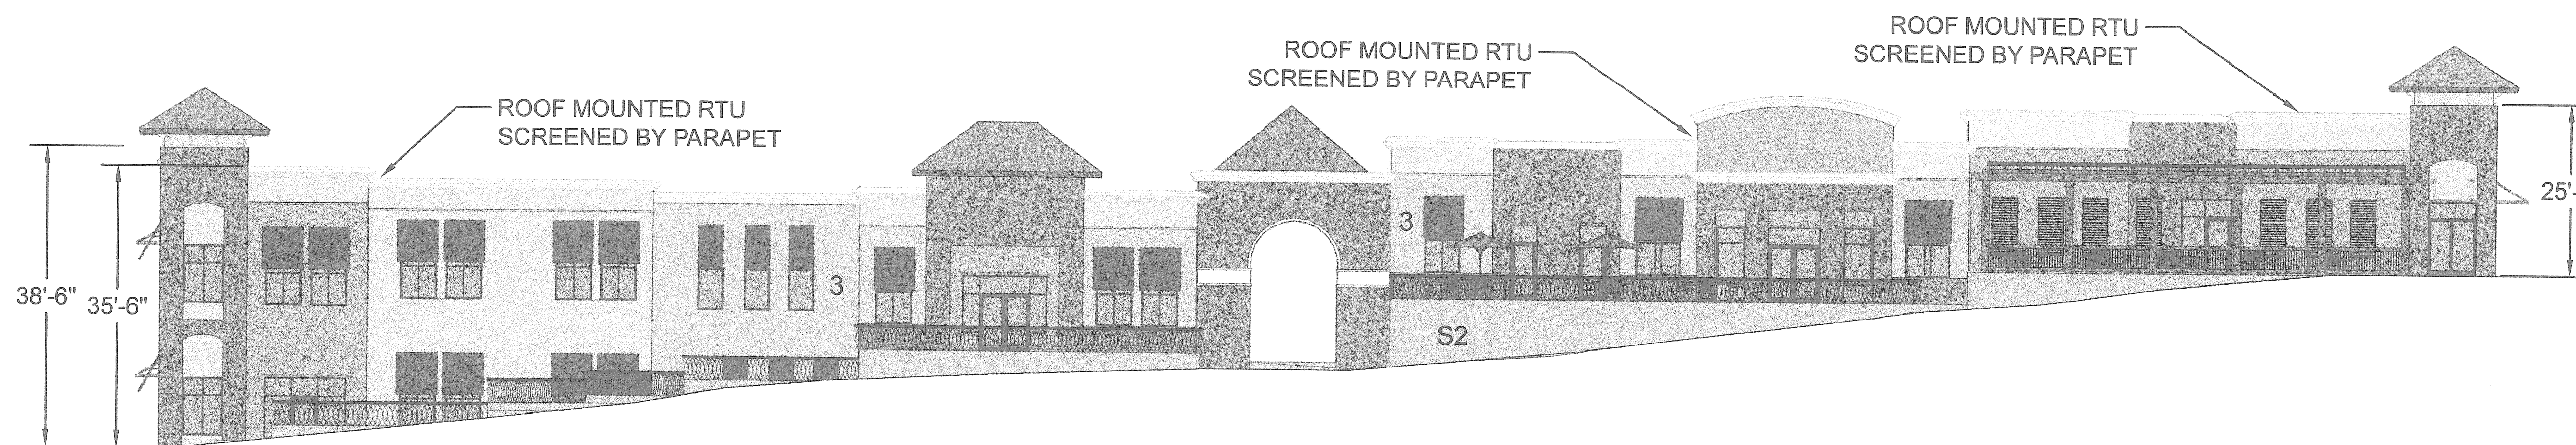 ROOF MOUNTED RTU
SCREENED BY PARAPET
ROOF MOUNTED RTU
SCREENED BY PARAPET
ROOF MOUNTED RTU
SCREENED BY PARAPET
38'-6"
35'-6"
3
3
S2
25'-